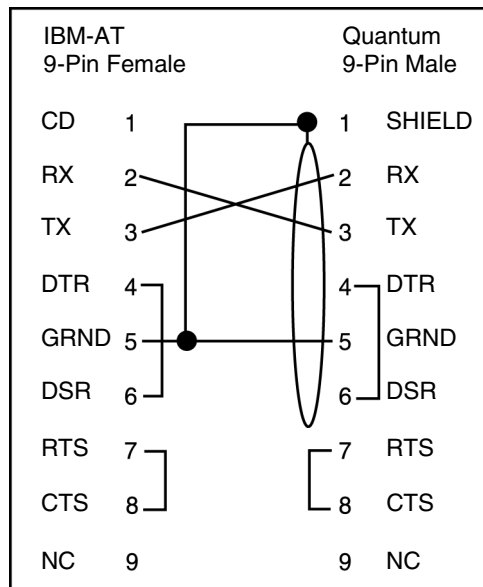 IBM-AT Quantum
9-Pin Female 9-Pin Male
CD 1 1 SHIELD
RX 2 2 RX
TX 3 3 TX
DTR 4 4 DTR
GRND 5 5 GRND
DSR 6 6 DSR
RTS 7 7 RTS
CTS 8 8 CTS
NC 9 9 NC